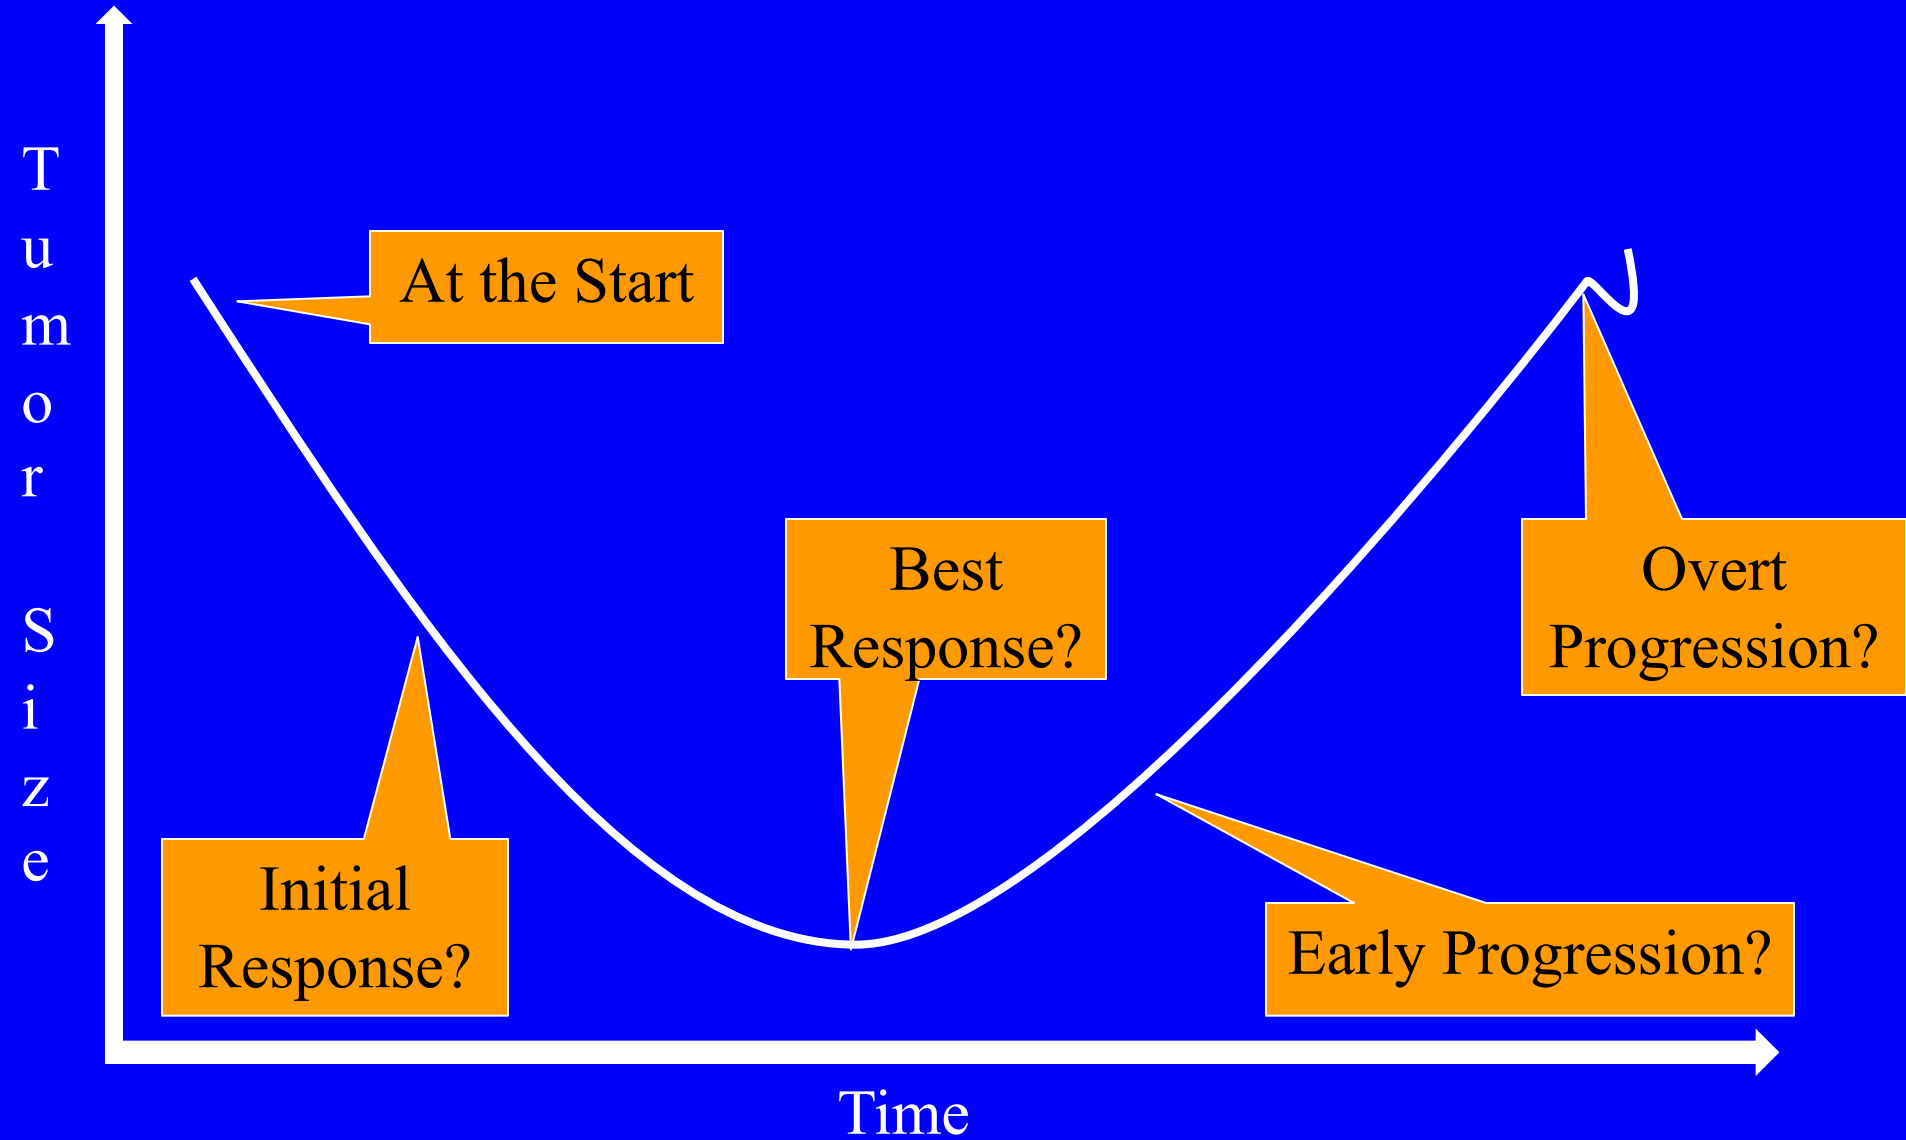 Tumor Size
At the Start
Best
Response?
Overt
Progression?
Initial
Response?
Early Progression?
Time